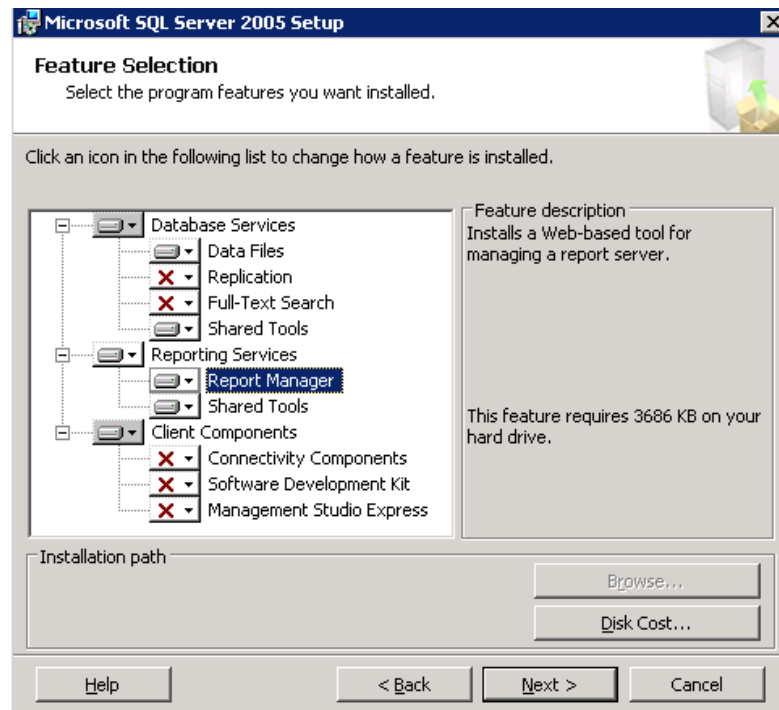 Microsoft SQL Server 2005 Setup
Feature Selection
Select the program features you want installed.
Click an icon in the following list to change how a feature is installed.
Database Services
Data Files
Replication
Full-Text Search
Shared Tools
Reporting Services
Report Manager
Shared Tools
Client Components
Connectivity Components
Software Development Kit
Management Studio Express
Feature description
Installs a Web-based tool for
managing a report server.
This feature requires 3686 KB on your
hard drive.
Installation path
Browse...
Disk Cost...
Help
< Back
Next >
Cancel